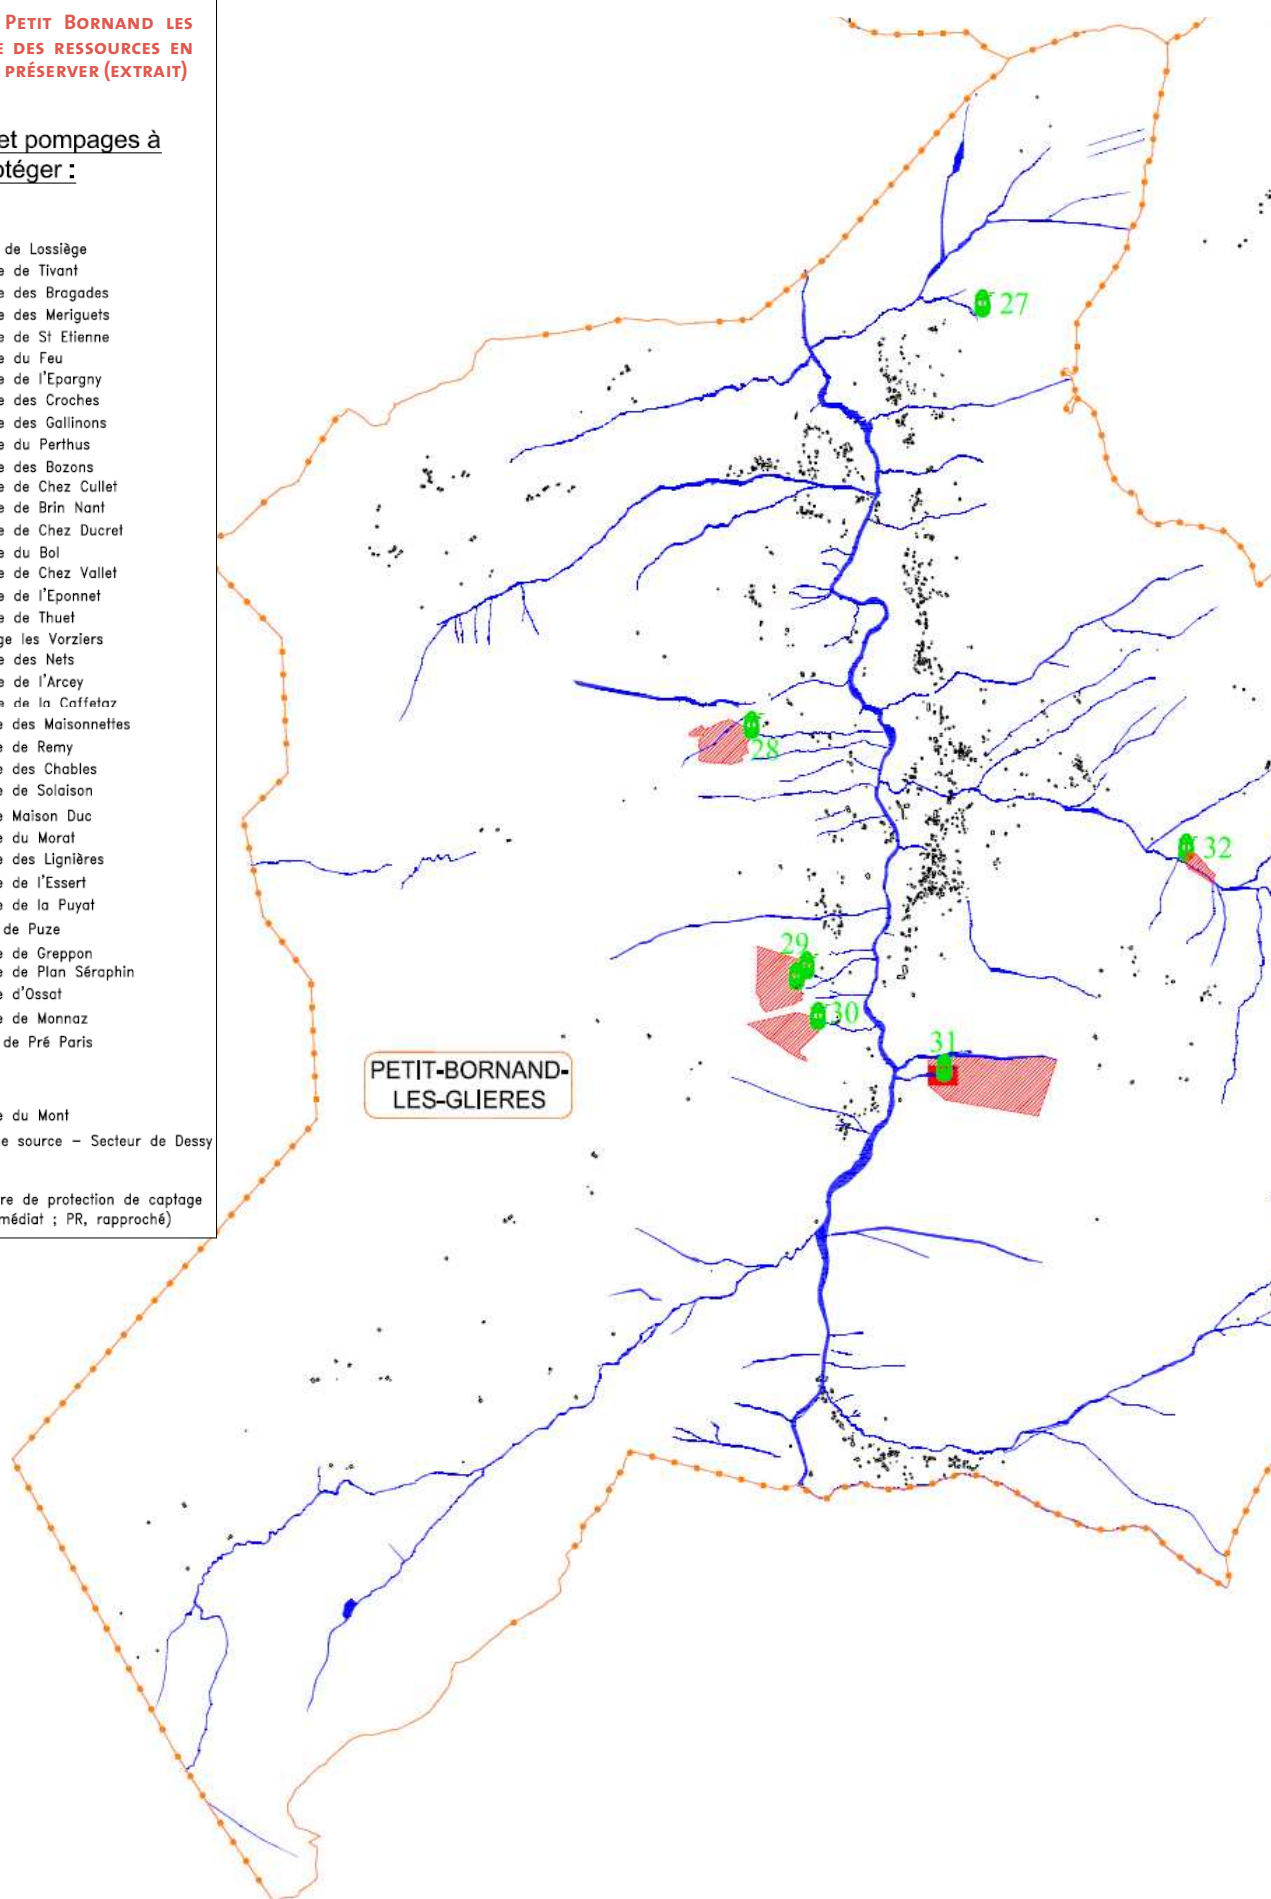 PETIT BORNAND LES
DES RESSOURCES EN
PRÉSERVER (EXTRAIT)
et pompages à
otéger :
de Lossiège
e de Tivant
e des Bragades
e des Meriguets
e de St Etienne
e du Feu
e de l'Epargny
e des Croches
e des Gallinons
e du Perthus
e des Bozons
e de Chez Cullet
e de Brin Nant
e de Chez Ducret
e du Bol
e de Chez Vallet
e de l'Eponnet
e de Thuet
ge les Vorziers
e des Nets
e de l'Arcey
e de la Caffetaz
e des Maisonnettes
e de Remy
e des Chables
e de Solaison
e Maison Duc
e du Morat
e des Lignières
e de l'Essert
e de la Puyat
de Puze
e de Greppon
e de Plan Séraphin
e d'Ossat
e de Monnaz
de Pré Paris
e du Mont
e source – Secteur de Dessy
re de protection de captage
médiat ; PR, rapproché)
27
28
32
29
30
31
PETIT-BORNAND-
LES-GLIERES